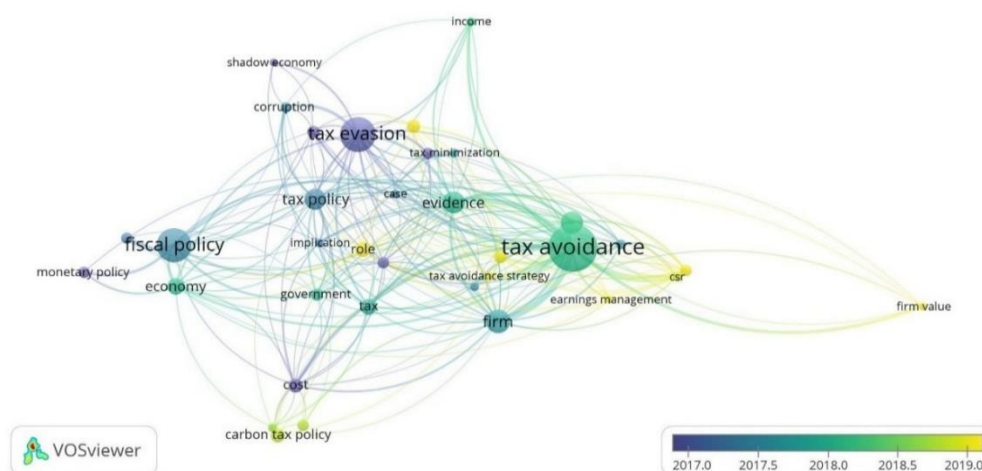 income
shadow economy
corruption
tax evasion
tax minimization
case
tax policy
evidence
fiscal policy
implication
role
tax avoidance
monetary policy
economy
tax avoidance strategy
csr
government
tax
earnings management
firm value
firm
cost
carbon tax policy
VOSviewer
2017.0 2017.5 2018.0 2018.5 2019.0